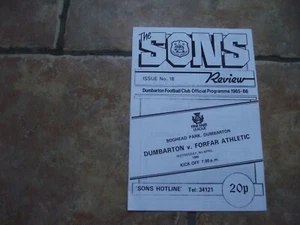 The
SONS
ISSUE No. 18
Review
Dumbarton Football Club Official Programme 1985-86
LEAGUE
BOGHEAD PARK, DUMBARTON
DUMBARTON v. FORFAR ATHLETIC
KICK OFF 7.30 p.m.
'SONS HOTLINE' Tel: 34121
20p